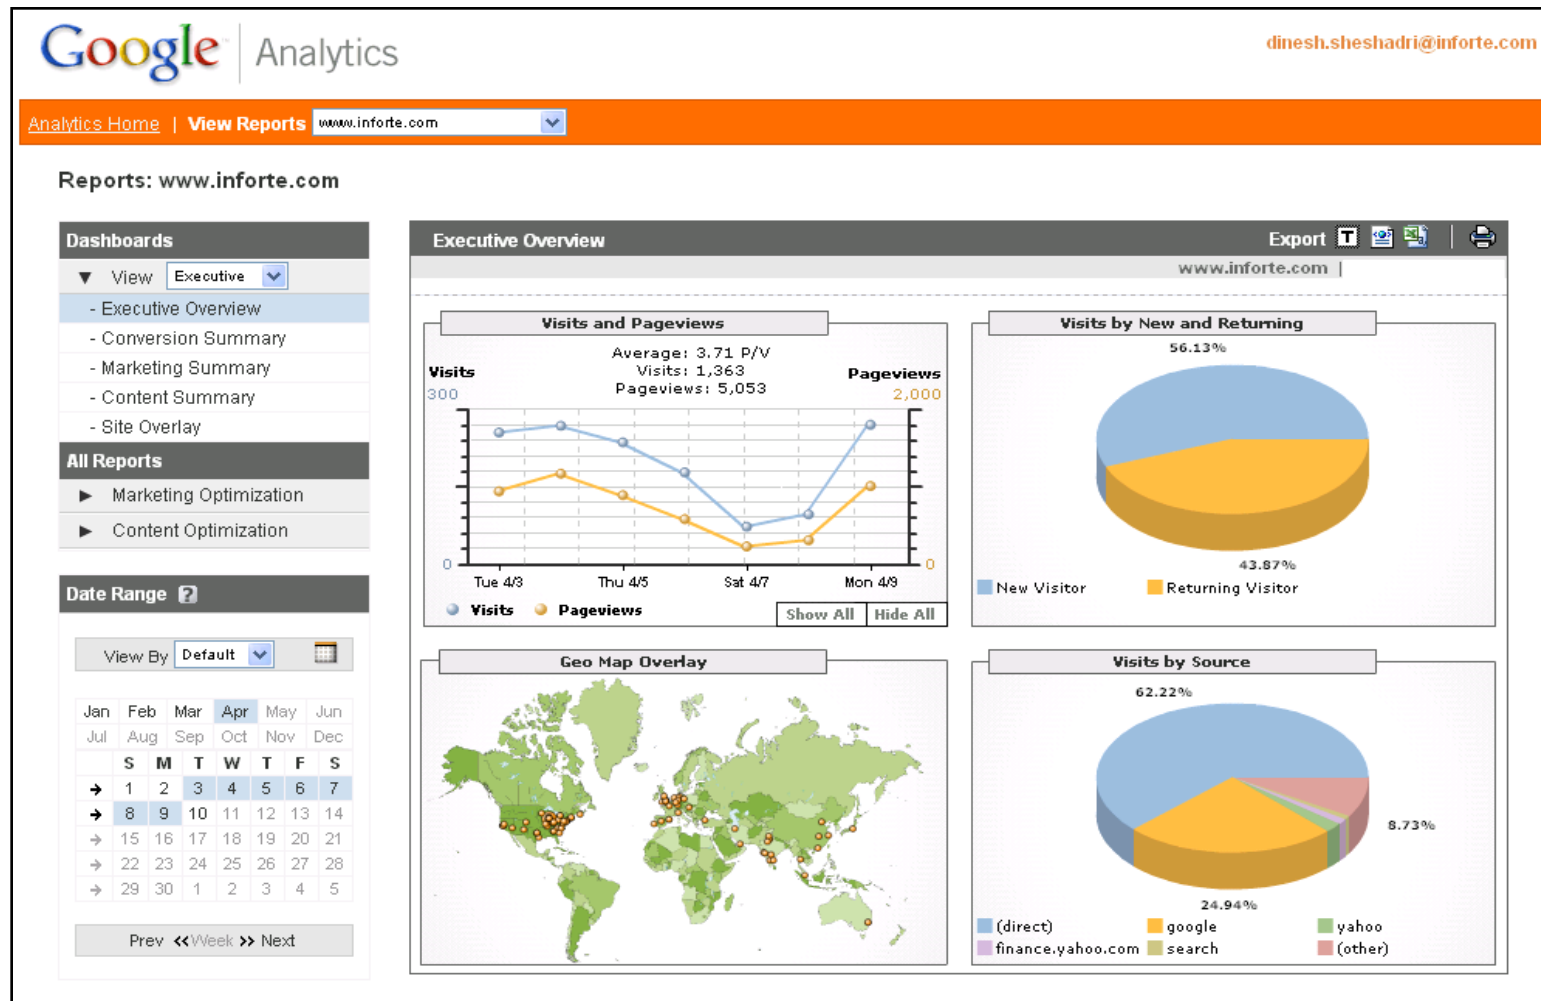 Google Analytics
dinesh.sheshadri@inforte.com
Analytics Home | View Reports www.inforte.com
Reports: www.inforte.com
Dashboards
View Executive
- Executive Overview
- Conversion Summary
- Marketing Summary
- Content Summary
- Site Overlay
All Reports
Marketing Optimization
Content Optimization
Date Range ?
View By Default
Jan Feb Mar Apr May Jun
Jul Aug Sep Oct Nov Dec
S M T W T F S
1 2 3 4 5 6 7
8 9 10 11 12 13 14
15 16 17 18 19 20 21
22 23 24 25 26 27 28
29 30 1 2 3 4 5
Prev «Week» Next
Executive Overview
Export T
www.inforte.com |
Visits and Pageviews
Average: 3.71 P/V
Visits: 1,363
Pageviews: 5,053
Visits
300
Pageviews
2,000
0
0
Tue 4/3 Thu 4/5 Sat 4/7 Mon 4/9
Visits Pageviews
Show All Hide All
Visits by New and Returning
56.13%
43.87%
New Visitor Returning Visitor
Geo Map Overlay
Visits by Source
62.22%
8.73%
24.94%
(direct) google yahoo
finance.yahoo.com search (other)